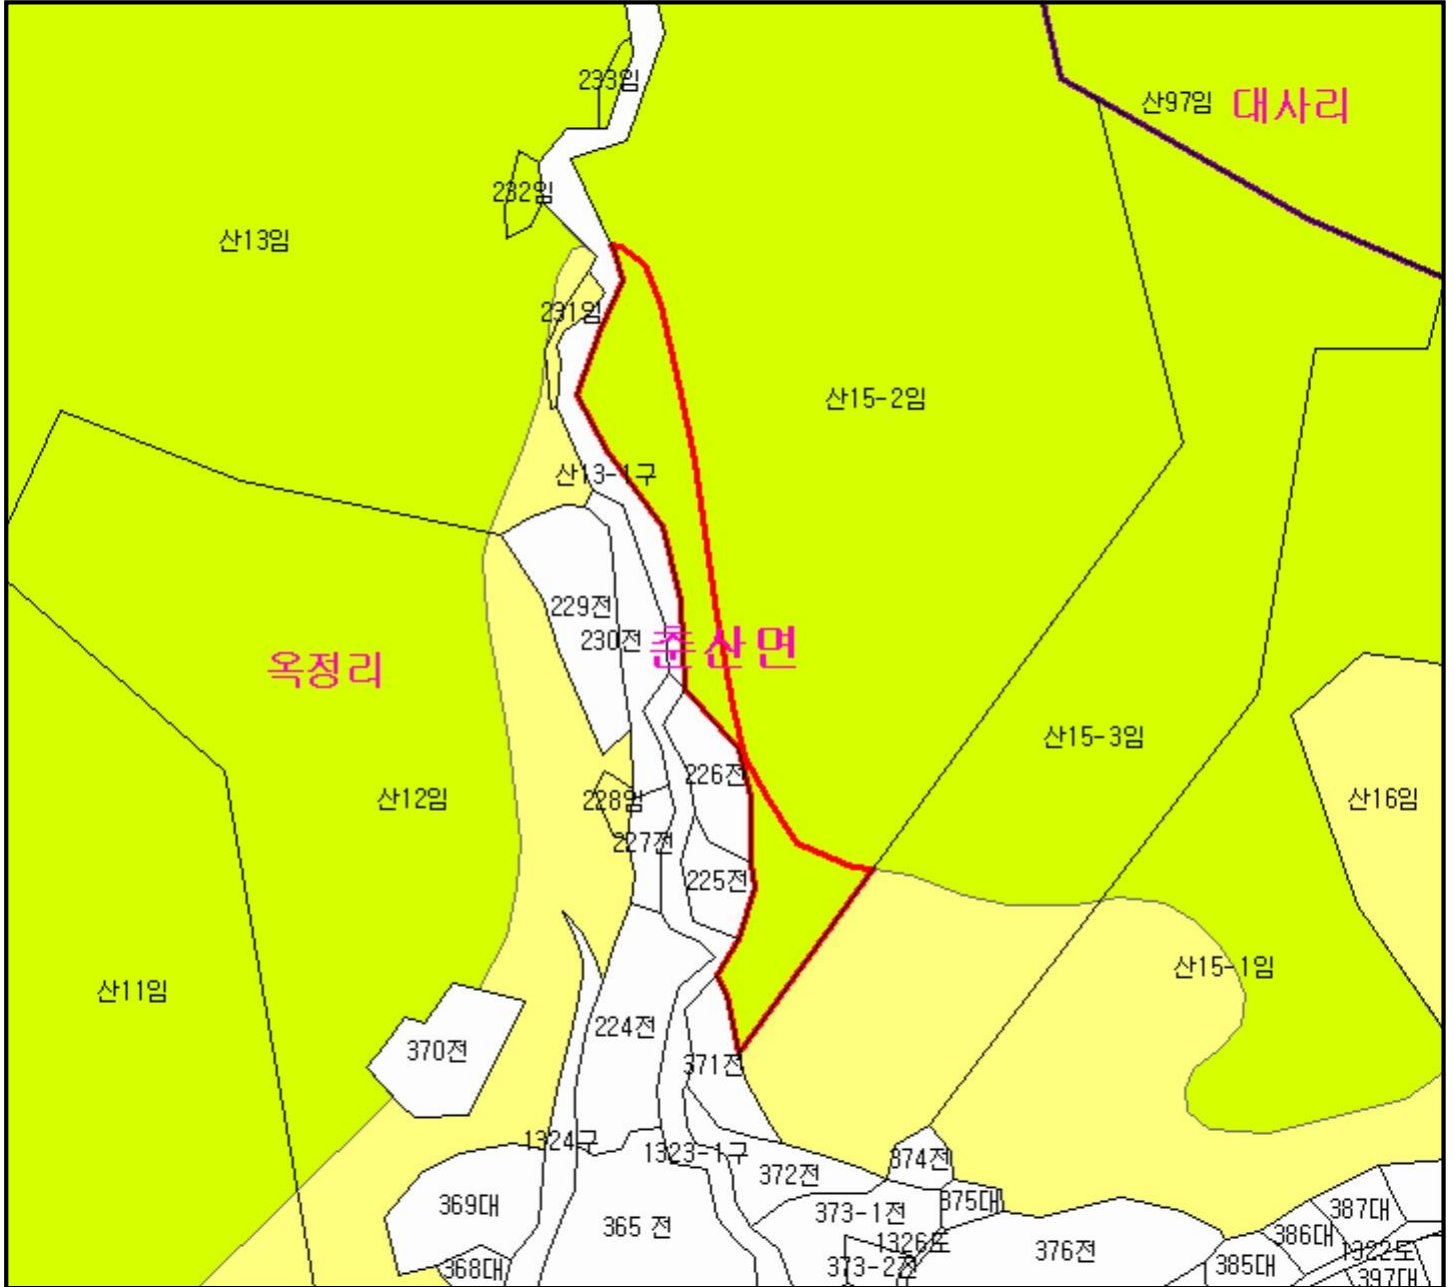 233임
산97임 대사리
232임
산13임
231임
산15-2임
산13-1구
229전
230전 춘산면
옥정리
산15-3임
226전
산12임 228임 산16임
227전
225전
산15-1임
산11임
224전
370전
371전
1324구 1323-1구
374전
372전
369대 375대
373-1전 387대
365 전
386대
1326도
376전 1322도
368대 373-2전 385대
397대